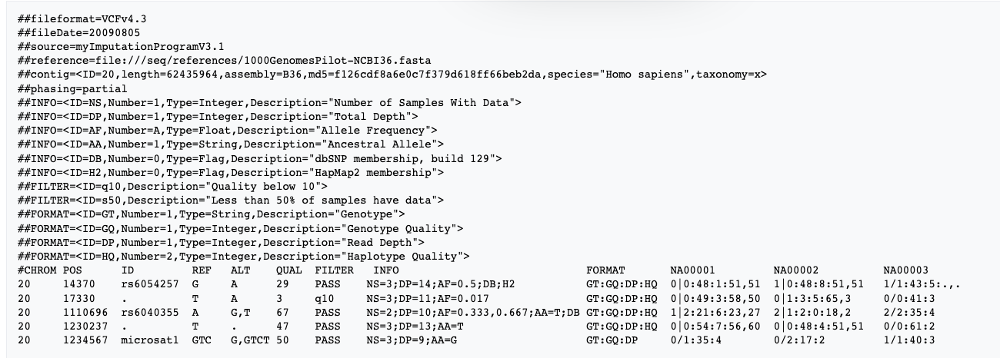 ##fileformat=VCFv4.3
##fileDate=20090805
##source=myImputationProgramV3.1
##reference=file:///seq/references/1000GenomesPilot-NCBI36.fasta
##contig=<ID=20,length=62435964,assembly=B36,md5=f126cdf8a6e0c7f379d618ff66beb2da,species="Homo sapiens",taxonomy=x>
##phasing=partial
##INFO=<ID=NS,Number=1,Type=Integer,Description="Number of Samples With Data">
##INFO=<ID=DP,Number=1,Type=Integer,Description="Total Depth">
##INFO=<ID=AF,Number=A,Type=Float,Description="Allele Frequency">
##INFO=<ID=AA,Number=1,Type=String,Description="Ancestral Allele">
##INFO=<ID=DB,Number=0,Type=Flag,Description="dbSNP membership, build 129">
##INFO=<ID=H2,Number=0,Type=Flag,Description="HapMap2 membership">
##FILTER=<ID=q10,Description="Quality below 10">
##FILTER=<ID=s50,Description="Less than 50% of samples have data">
##FORMAT=<ID=GT,Number=1,Type=String,Description="Genotype">
##FORMAT=<ID=GQ,Number=1,Type=Integer,Description="Genotype Quality">
##FORMAT=<ID=DP,Number=1,Type=Integer,Description="Read Depth">
##FORMAT=<ID=HQ,Number=2,Type=Integer,Description="Haplotype Quality">
#CHROM POS ID REF ALT QUAL FILTER INFO FORMAT NA00001 NA00002 NA00003
20 14370 rs6054257 G A 29 PASS NS=3;DP=14;AF=0.5;DB;H2 GT:GQ:DP:HQ 0|0:48:1:51,51 1|0:48:8:51,51 1/1:43:5:.,.
20 17330 . T A 3 q10 NS=3;DP=11;AF=0.017 GT:GQ:DP:HQ 0|0:49:3:58,50 0|1:3:5:65,3 0/0:41:3
20 1110696 rs6040355 A G,T 67 PASS NS=2;DP=10;AF=0.333,0.667;AA=T;DB GT:GQ:DP:HQ 1|2:21:6:23,27 2|1:2:0:18,2 2/2:35:4
20 1230237 . T . 47 PASS NS=3;DP=13;AA=T GT:GQ:DP:HQ 0|0:54:7:56,60 0|0:48:4:51,51 0/0:61:2
20 1234567 microsat1 GTC G,GTCT 50 PASS NS=3;DP=9;AA=G GT:GQ:DP 0/1:35:4 0/2:17:2 1/1:40:3